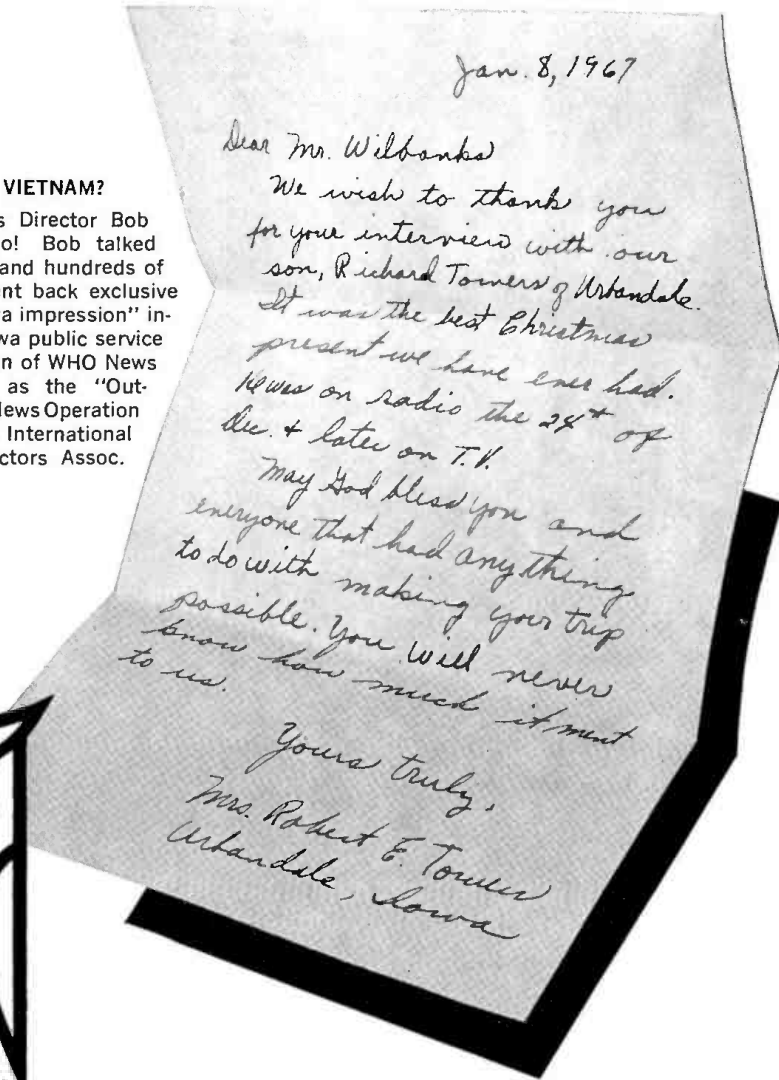 VIETNAM?
s Director Bob
o! Bob talked
and hundreds of
nt back exclusive
a impression" in-
wa public service
n of WHO News
as the "Out-
News Operation
International
ctors Assoc.
Jan. 8, 1967
Dear Mr. Wilbanks
We wish to thank you
for your interview with our
son, Richard Towers of Urbandale.
It was the best Christmas
present we have ever had.
He was on radio the 24th of
Dec. + later on T.V.
May God bless you and
everyone that had anything
to do with making your trip
possible. You will never
know how much it ment
to us.
Yours truly,
Mrs. Robert E. Towers
Urbandale, Iowa